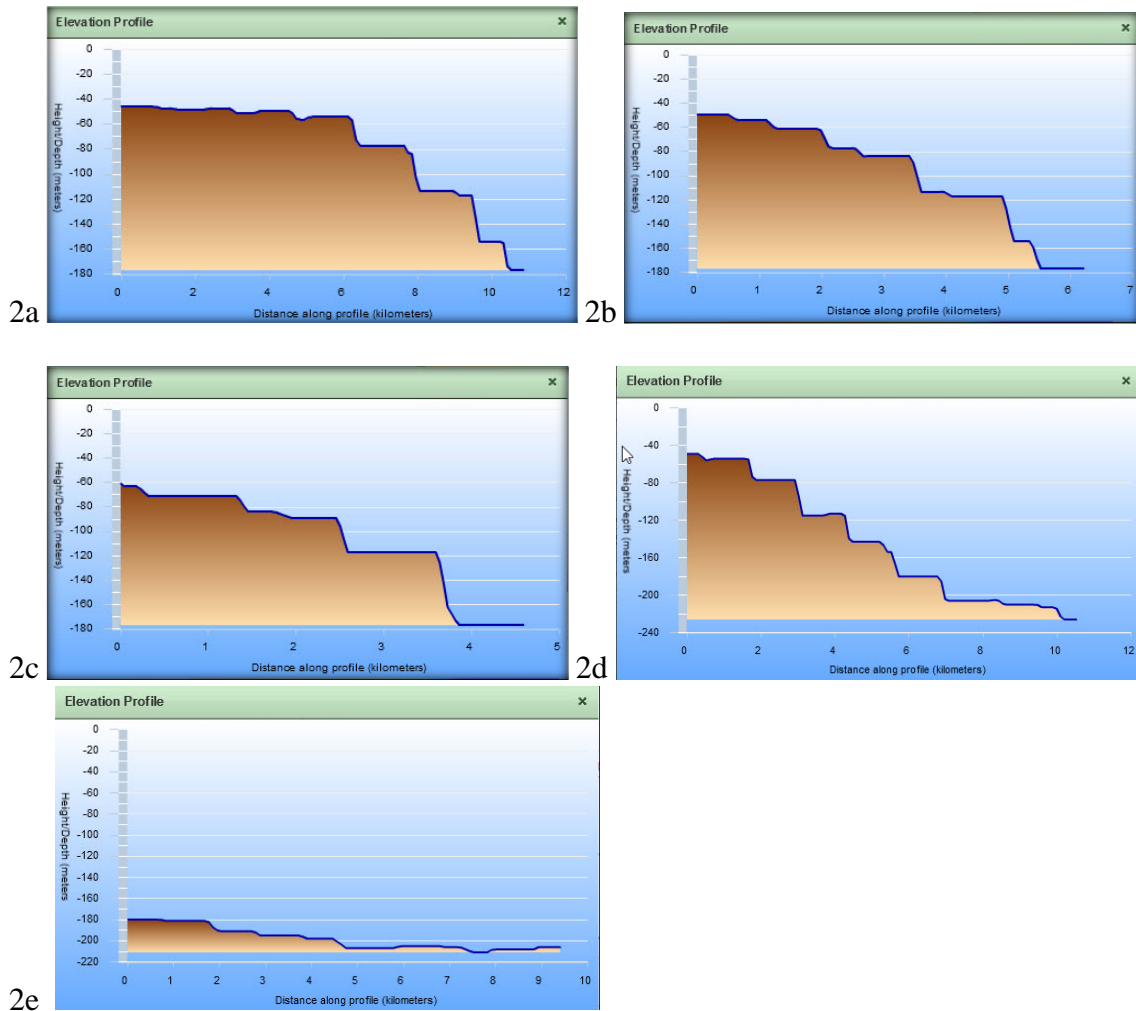 Elevation Profile ×
0
-20
-40
-60
-80
-100
-120
-140
-160
-180
Height/Depth (meters)
0 2 4 6 8 10 12
Distance along profile (kilometers)
2a
Elevation Profile ×
0
-20
-40
-60
-80
-100
-120
-140
-160
-180
Height/Depth (meters)
0 1 2 3 4 5 6 7
Distance along profile (kilometers)
2b
Elevation Profile ×
0
-20
-40
-60
-80
-100
-120
-140
-160
-180
Height/Depth (meters)
0 1 2 3 4 5
Distance along profile (kilometers)
2c
Elevation Profile ×
0
-40
-80
-120
-160
-200
-240
Height/Depth (meters
0 2 4 6 8 10 12
Distance along profile (kilometers)
2d
Elevation Profile ×
0
-20
-40
-60
-80
-100
-120
-140
-160
-180
-200
-220
Height/Depth (meters
0 1 2 3 4 5 6 7 8 9 10
Distance along profile (kilometers)
2e